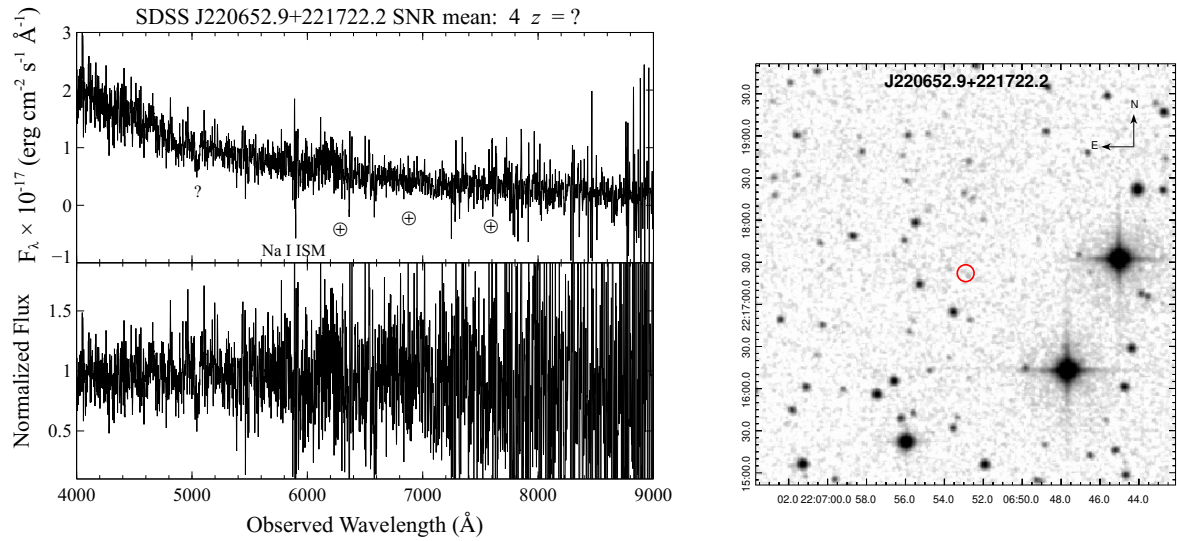 SDSS J220652.9+221722.2 SNR mean: 4 z = ?
F_λ × 10⁻¹⁷ (erg cm⁻² s⁻¹ Å⁻¹)
3
2
1
0
−1
?
⊕ ⊕ ⊕
Na I ISM
Normalized Flux
1.5
1
0.5
4000 5000 6000 7000 8000 9000
Observed Wavelength (Å)
J220652.9+221722.2
N
E
30.0
19:00.0
30.0
18:00.0
30.0
22:17:00.0
30.0
16:00.0
30.0
15:00.0
02.0 22:07:00.0 58.0 56.0 54.0 52.0 06:50.0 48.0 46.0 44.0